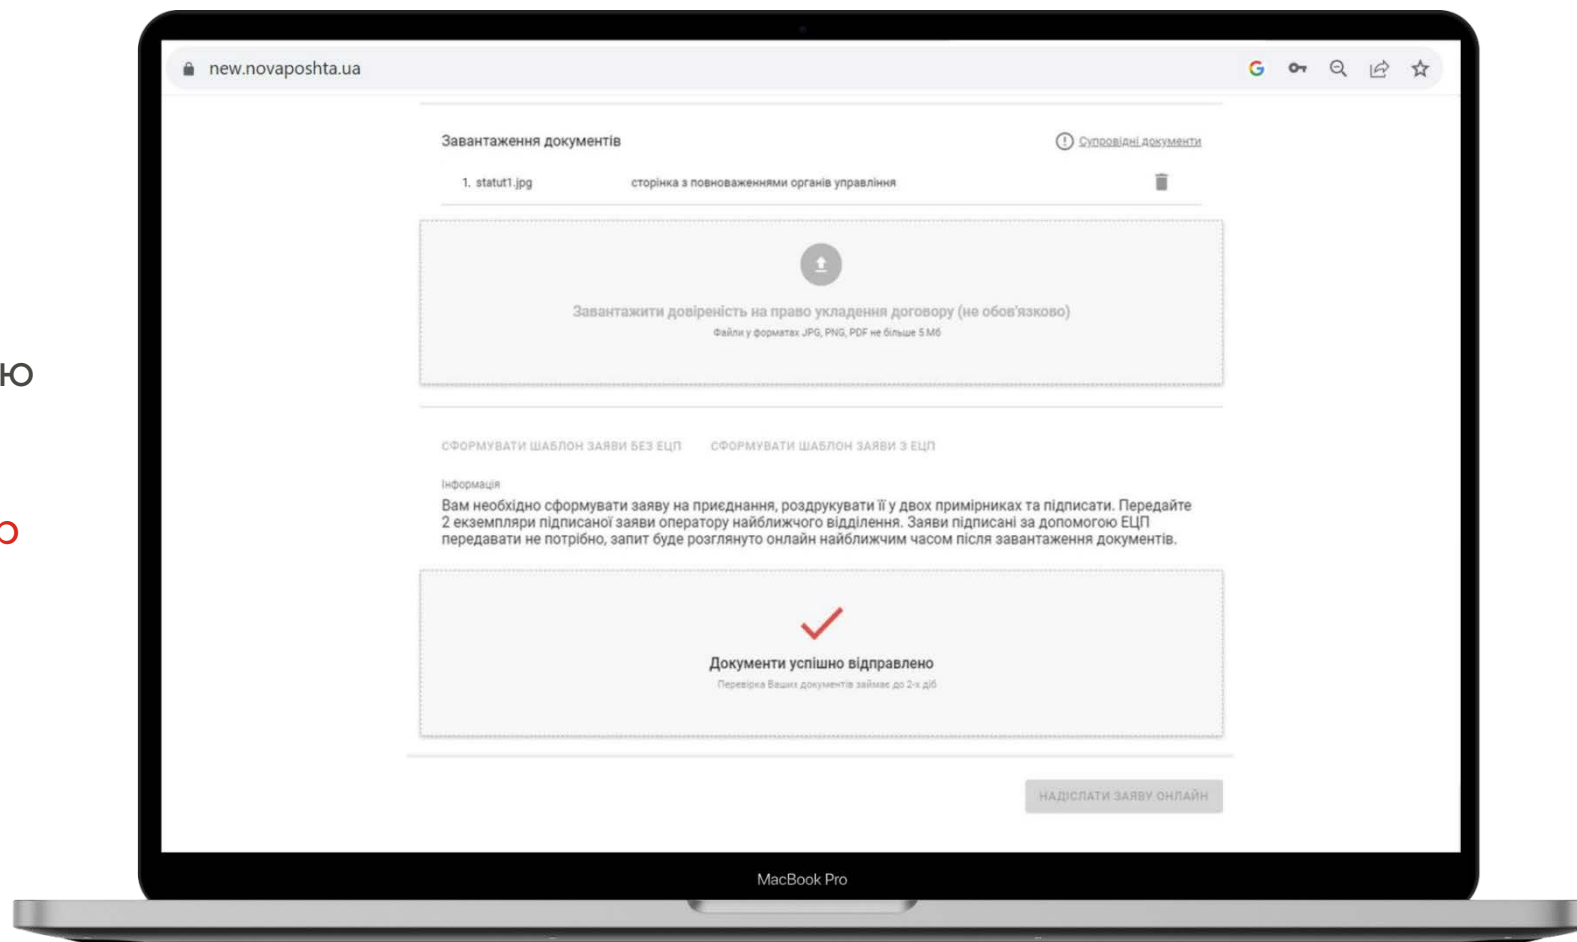 new.novaposhta.ua
Завантаження документів
Супровідні документи
1. statut1.jpg сторінка з повноваженнями органів управління
Завантажити довіреність на право укладення договору (не обов'язково)
Файли у форматах JPG, PNG, PDF не більше 5 Мб
ю
СФОРМУВАТИ ШАБЛОН ЗАЯВИ БЕЗ ЕЦП СФОРМУВАТИ ШАБЛОН ЗАЯВИ З ЕЦП
Інформація
Вам необхідно сформувати заяву на приєднання, роздрукувати її у двох примірниках та підписати. Передайте
2 екземпляри підписаної заяви оператору найближчого відділення. Заяви підписані за допомогою ЕЦП
р
передавати не потрібно, запит буде розглянуто онлайн найближчим часом після завантаження документів.
Документи успішно відправлено
Перевірка Ваших документів займає до 2-х діб
НАДІСЛАТИ ЗАЯВУ ОНЛАЙН
MacBook Pro